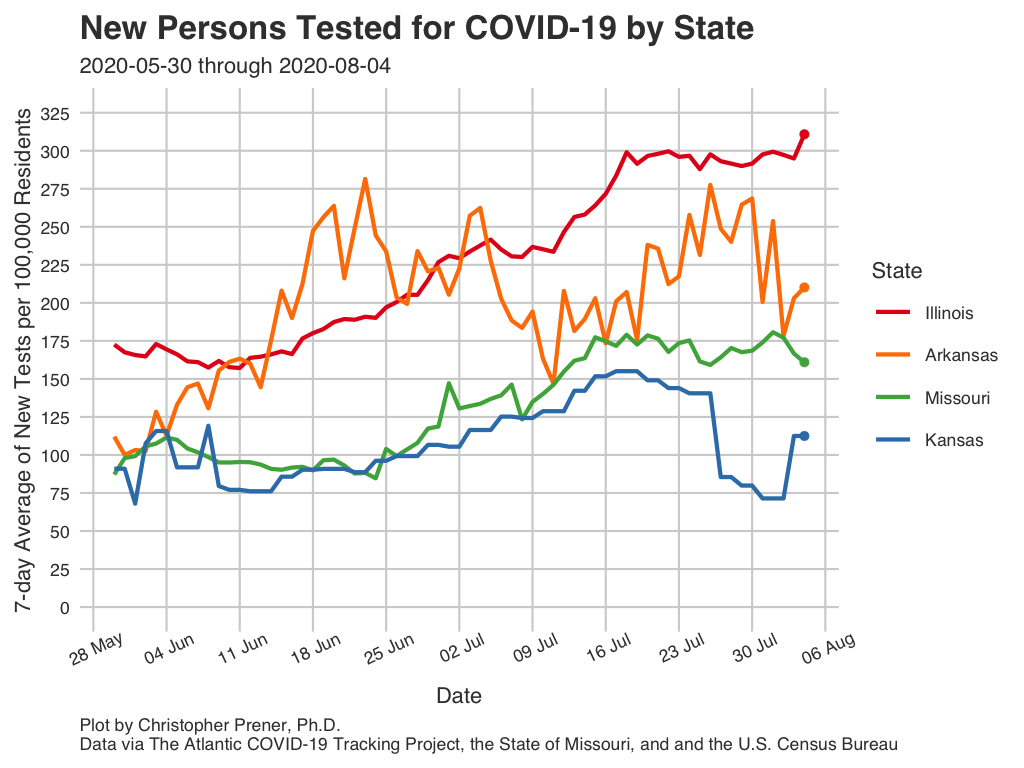 New Persons Tested for COVID-19 by State
2020-05-30 through 2020-08-04
7-day Average of New Tests per 100,000 Residents
325
300
275
250
225
200
175
150
125
100
75
50
25
0
28 May
04 Jun
11 Jun
18 Jun
25 Jun
02 Jul
09 Jul
16 Jul
23 Jul
30 Jul
06 Aug
Date
State
Illinois
Arkansas
Missouri
Kansas
Plot by Christopher Prener, Ph.D.
Data via The Atlantic COVID-19 Tracking Project, the State of Missouri, and and the U.S. Census Bureau